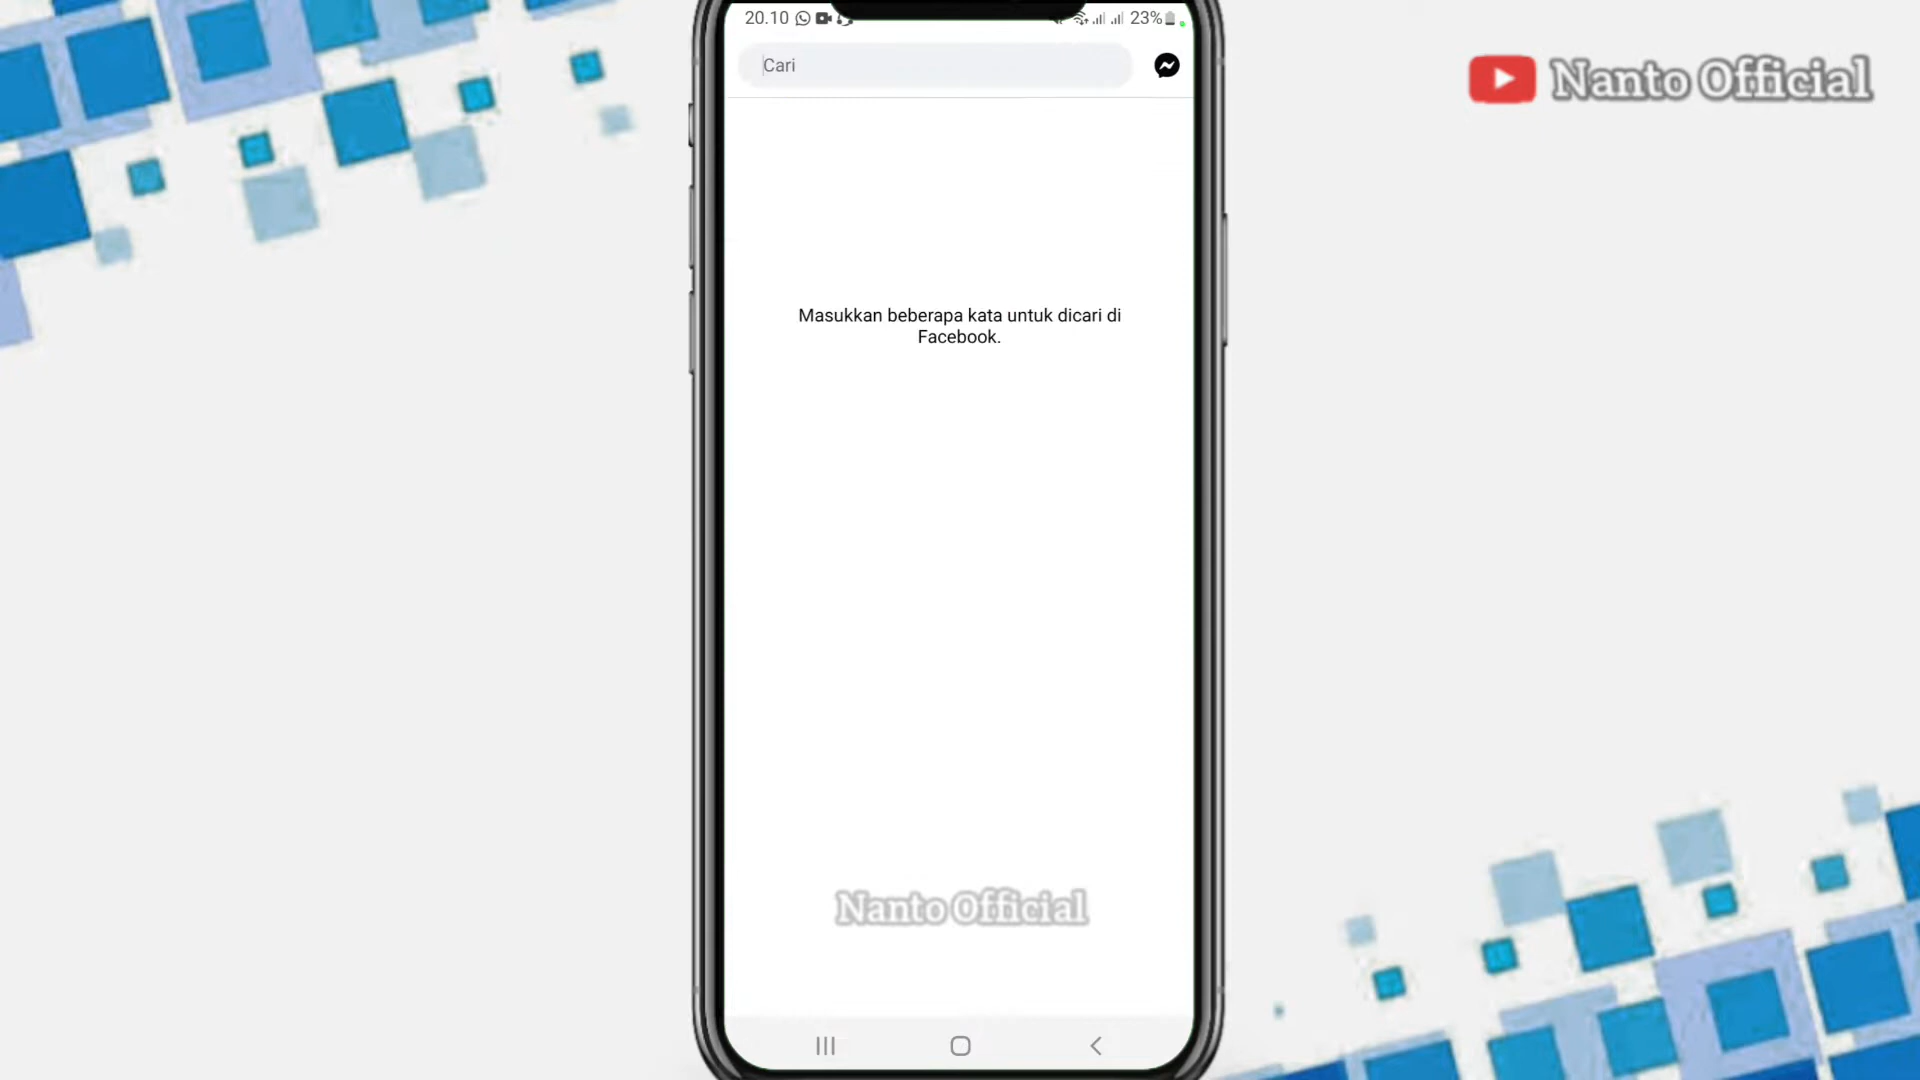 20.10
23%
Cari
Nanto Official
Masukkan beberapa kata untuk dicari di
Facebook.
Nanto Official